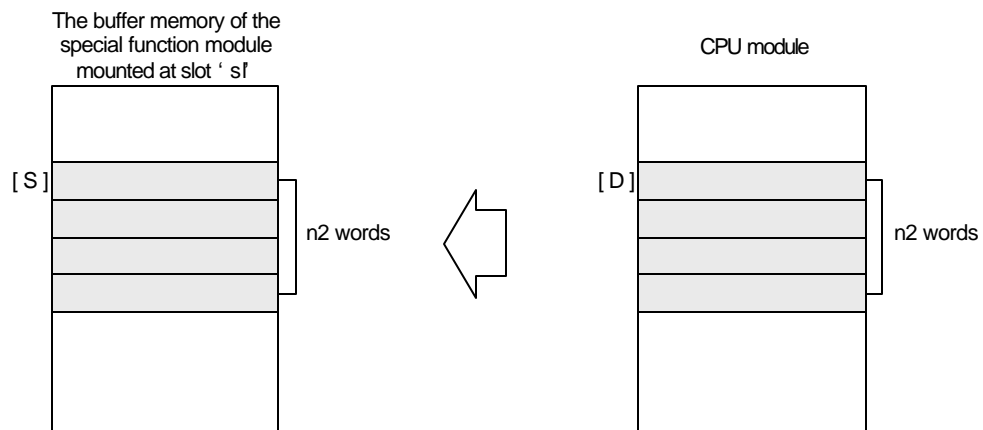 The buffer memory of the
special function module
mounted at slot ‘ sl’
CPU module
[ S ]
n2 words
[ D ]
n2 words